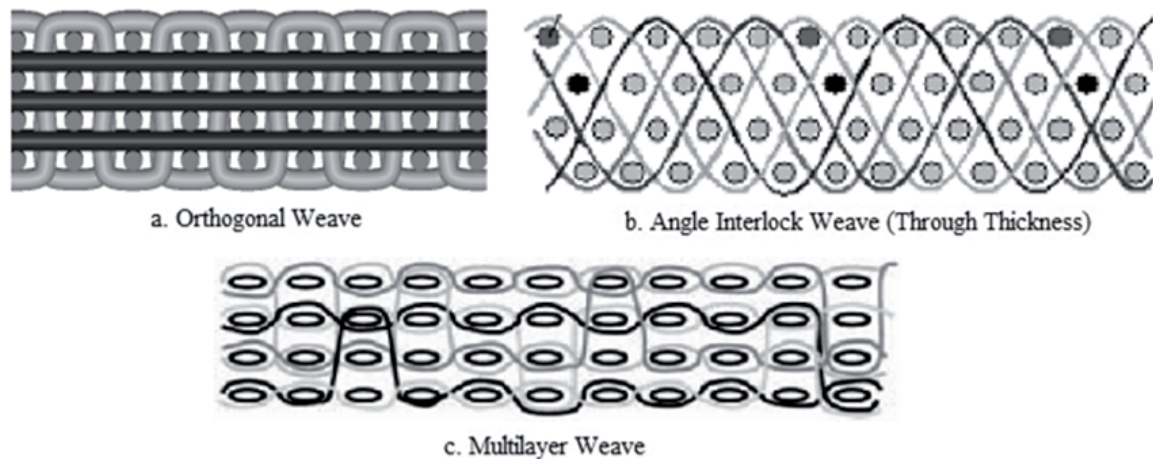 a. Orthogonal Weave
b. Angle Interlock Weave (Through Thickness)
c. Multilayer Weave